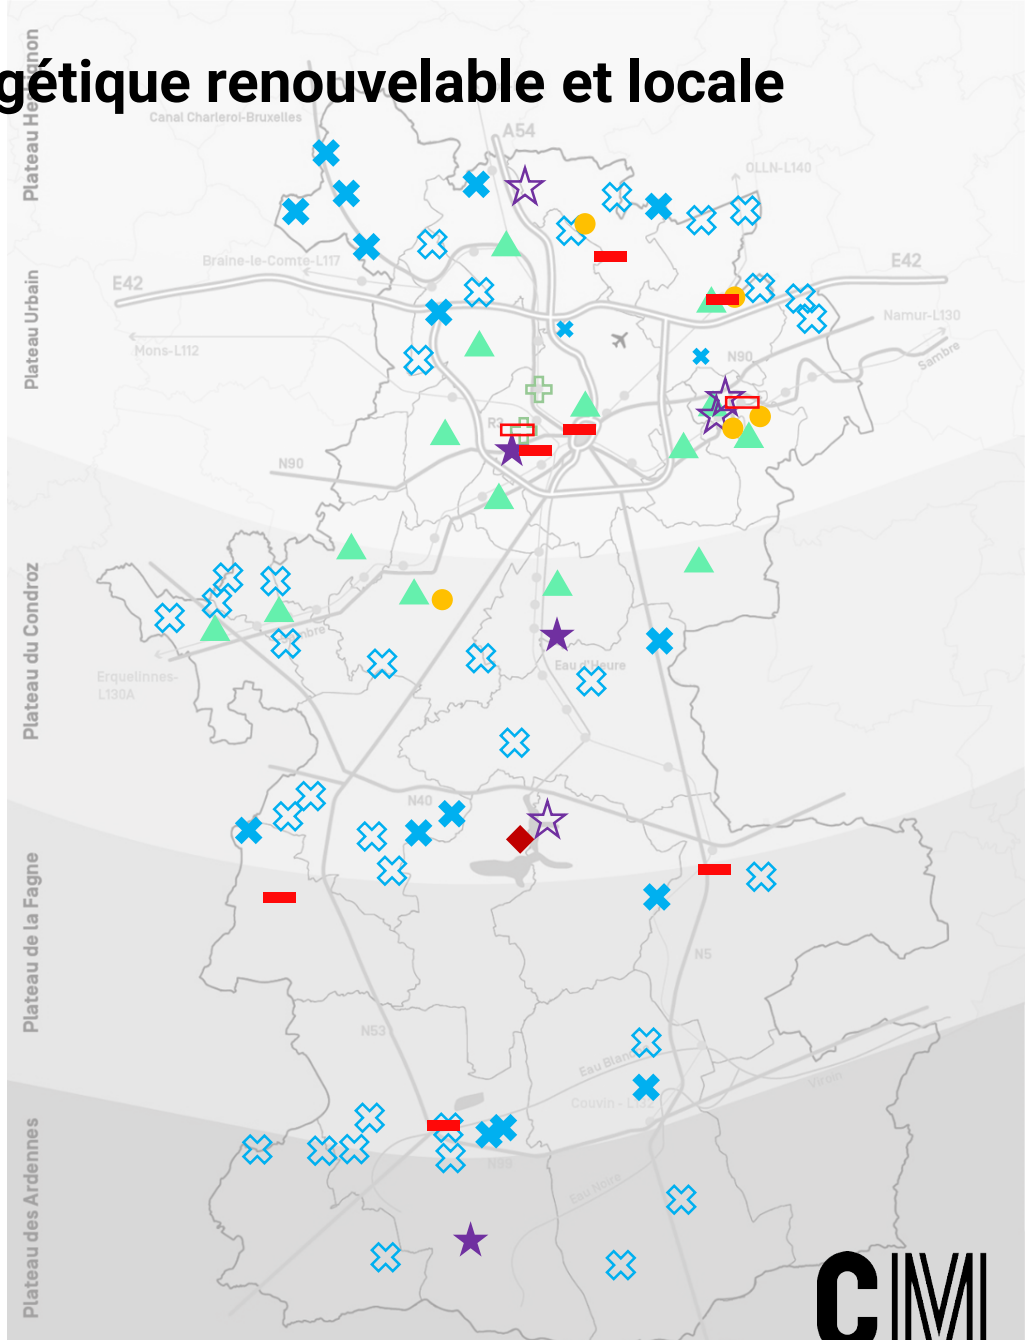 gétique renouvelable et locale
Canal Charleroi-Bruxelles
A54
OLLN-L140
Braine-le-Comte-L117
E42
E42
Namur-L130
Mons-L112
N90
Sambre
N90
Erquelinnes-
L130A
Eau d'Heure
N40
N5
N53
Eau Blanche
Couvin - L132
Viroin
Eau Noire
Plateau Urbain
Plateau du Condroz
Plateau de la Fagne
Plateau des Ardennes
CM